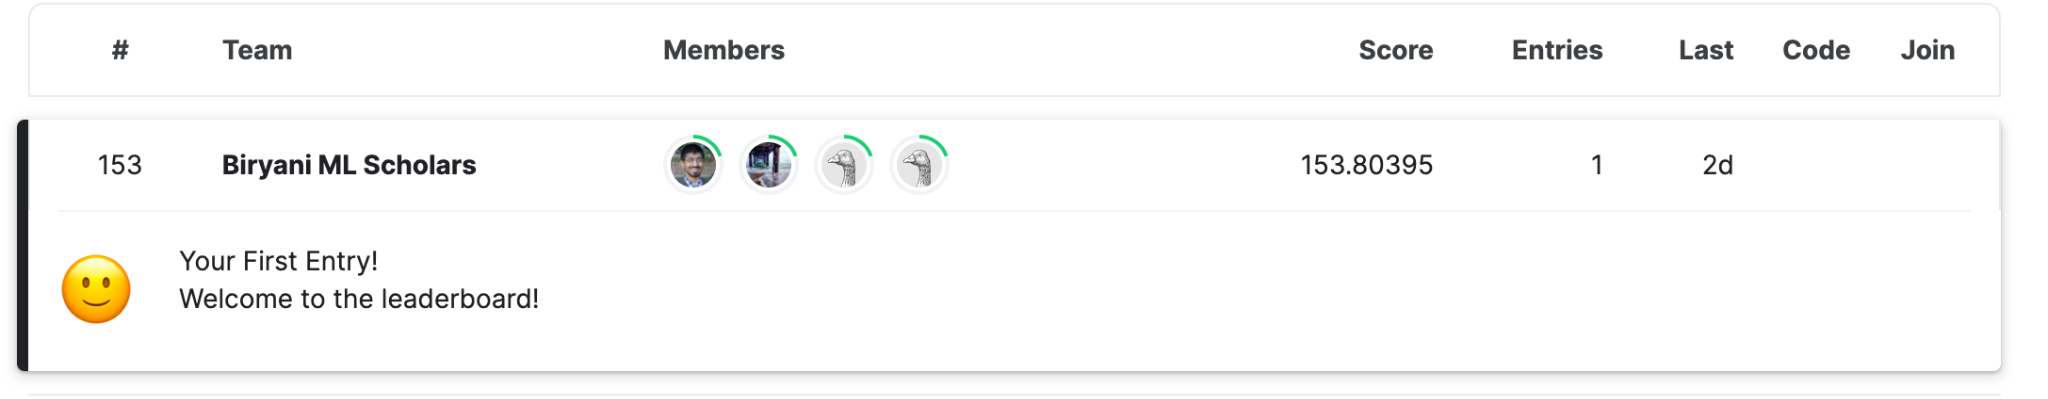 # Team Members Score Entries Last Code Join
153 Biryani ML Scholars 153.80395 1 2d
Your First Entry!
Welcome to the leaderboard!